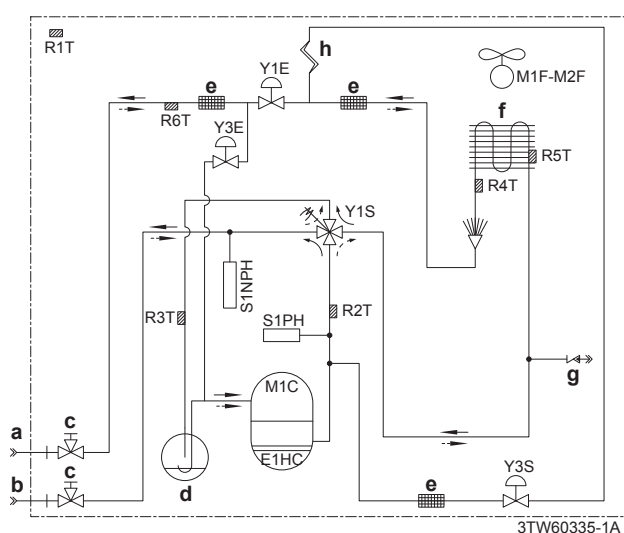 R1T
h
M1F-M2F
e
Y1E
e
f
R6T
Y3E
R5T
R4T
Y1S
S1NPH
R3T
R2T
S1PH
g
M1C
a
c
E1HC
d
b
c
e
Y3S
3TW60335-1A